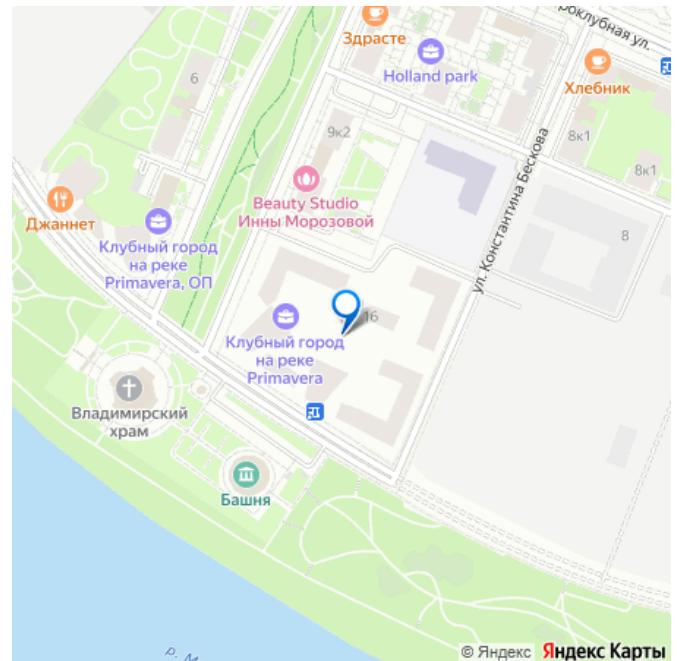 Здрасте
роклубная ул.
Holland park
Хлебник
6
9к2
8к1
8к1
ул. Константина Бескова
Beauty Studio
Инны Морозовой
Джаннет
Клубный город
на реке
Primavera, ОП
8
16
Клубный город
на реке
Primavera
Владимирский
храм
Башня
р. М
© Яндекс Яндекс Карты